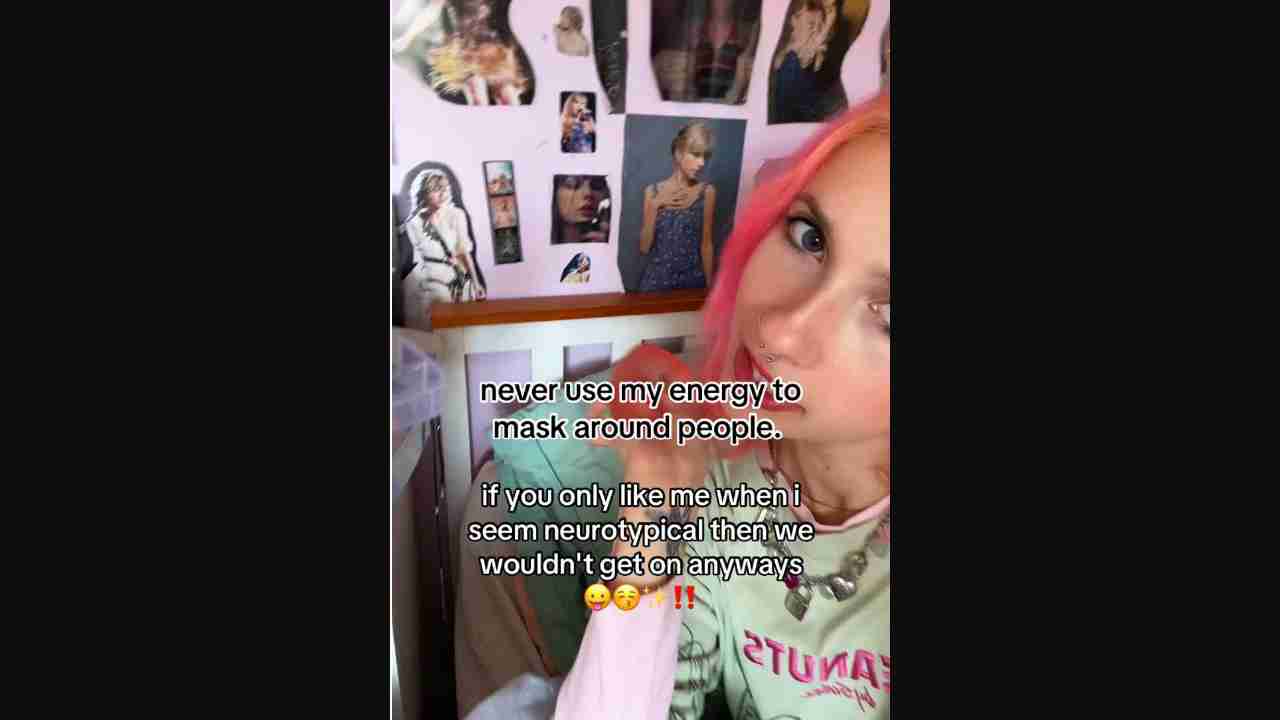 never use my energy to
mask around people.
if you only like me when i
seem neurotypical then we
wouldn't get on anyways
😛😚✨‼️
EANUTS